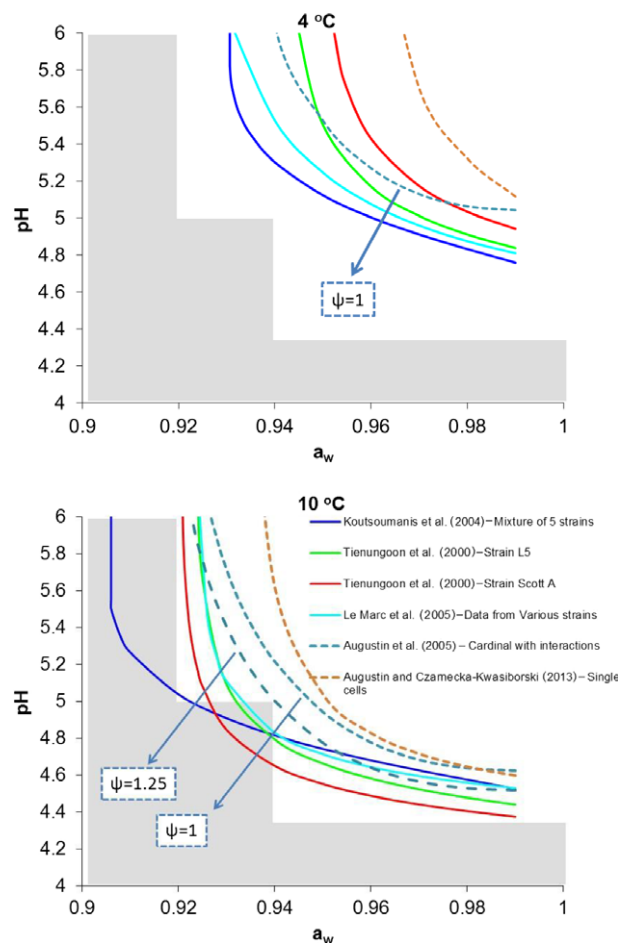 4 °C
6
5.8
5.6
5.4
5.2
5
4.8
4.6
4.4
4.2
4
pH
ψ=1
0.9 0.92 0.94 0.96 0.98 1
aw
10 °C
6
5.8
5.6
5.4
5.2
5
4.8
4.6
4.4
4.2
4
pH
Koutsoumanis et al. (2004)–Mixture of 5 strains
Tienungoon et al. (2000)–Strain L5
Tienungoon et al. (2000)–Strain Scott A
Le Marc et al. (2005)–Data from Various strains
Augustin et al. (2005)–Cardinal with interactions
Augustin and Czarnecka-Kwasiborski (2013)–Single
cells
ψ=1.25
ψ=1
0.9 0.92 0.94 0.96 0.98 1
aw